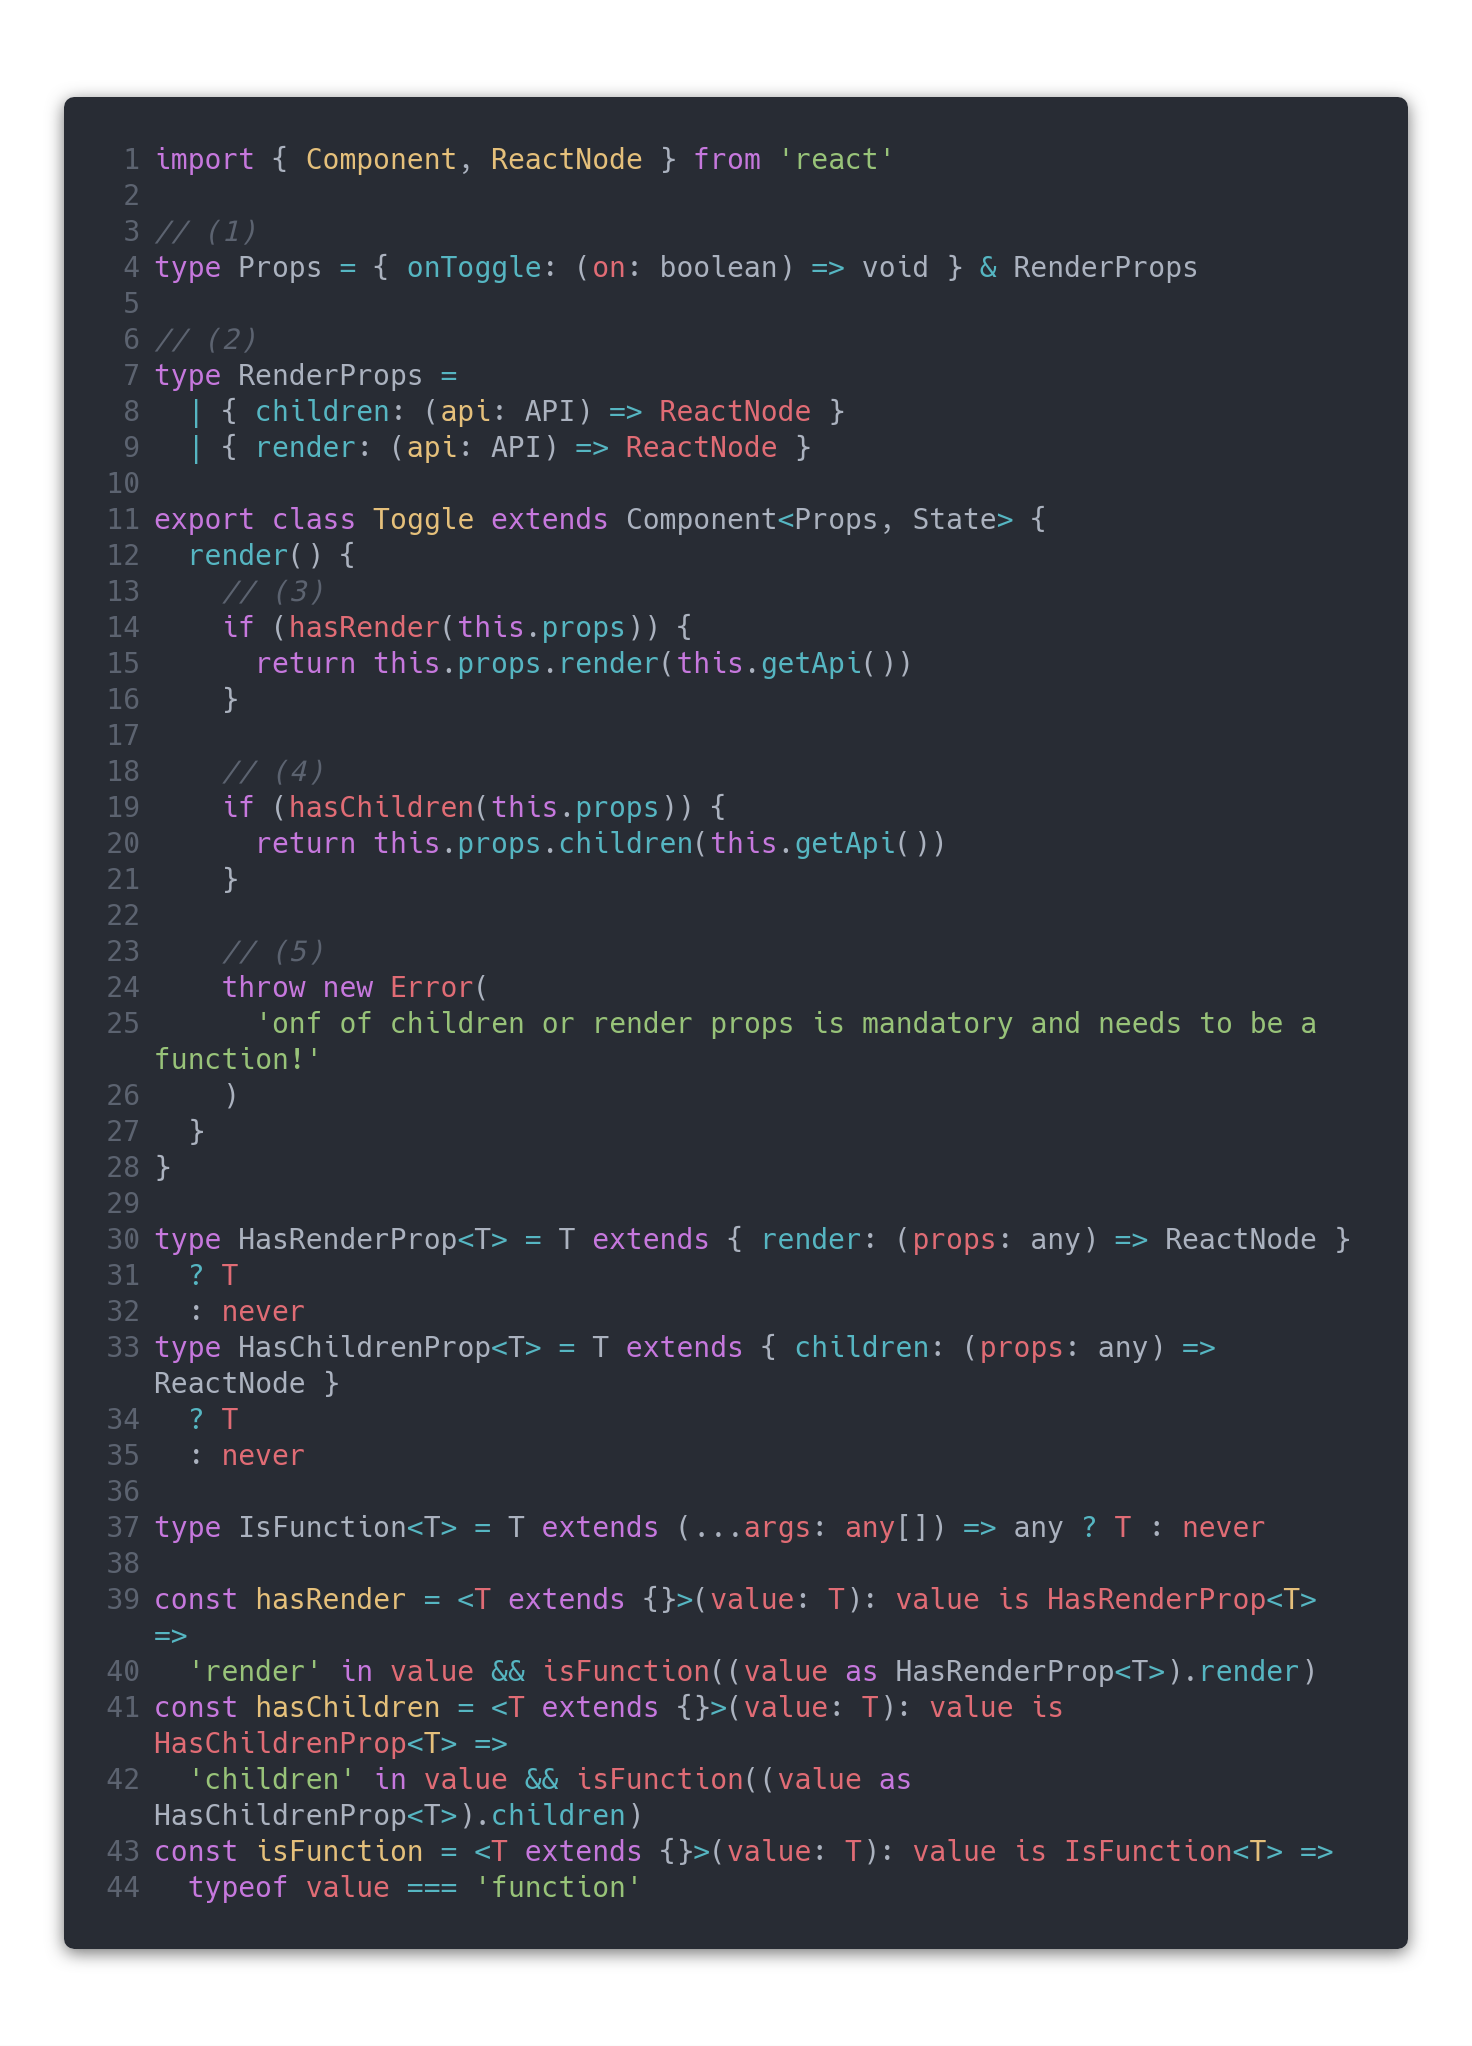 1 import { Component, ReactNode } from 'react'
2
3 // (1)
4 type Props = { onToggle: (on: boolean) => void } & RenderProps
5
6 // (2)
7 type RenderProps =
8   | { children: (api: API) => ReactNode }
9   | { render: (api: API) => ReactNode }
10
11 export class Toggle extends Component<Props, State> {
12   render() {
13     // (3)
14     if (hasRender(this.props)) {
15       return this.props.render(this.getApi())
16     }
17
18     // (4)
19     if (hasChildren(this.props)) {
20       return this.props.children(this.getApi())
21     }
22
23     // (5)
24     throw new Error(
25       'onf of children or render props is mandatory and needs to be a
function!'
26     )
27   }
28 }
29
30 type HasRenderProp<T> = T extends { render: (props: any) => ReactNode }
31   ? T
32   : never
33 type HasChildrenProp<T> = T extends { children: (props: any) =>
ReactNode }
34   ? T
35   : never
36
37 type IsFunction<T> = T extends (...args: any[]) => any ? T : never
38
39 const hasRender = <T extends {}>(value: T): value is HasRenderProp<T>
=>
40   'render' in value && isFunction((value as HasRenderProp<T>).render)
41 const hasChildren = <T extends {}>(value: T): value is
HasChildrenProp<T> =>
42   'children' in value && isFunction((value as
HasChildrenProp<T>).children)
43 const isFunction = <T extends {}>(value: T): value is IsFunction<T> =>
44   typeof value === 'function'